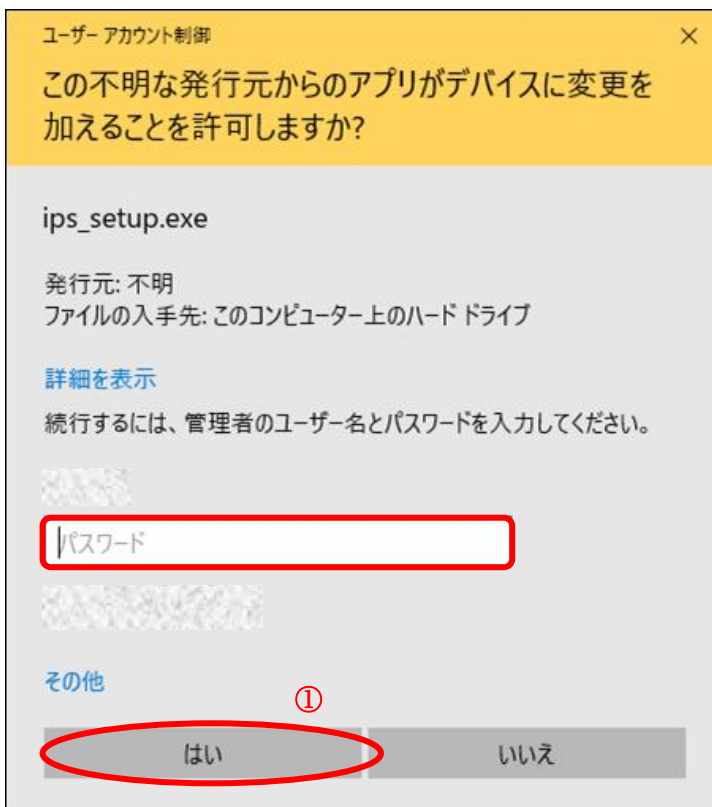 ユーザー アカウント制御
この不明な発行元からのアプリがデバイスに変更を
加えることを許可しますか?
ips_setup.exe
発行元: 不明
ファイルの入手先: このコンピューター上のハード ドライブ
詳細を表示
続行するには、管理者のユーザー名とパスワードを入力してください。
パスワード
その他
①
はい
いいえ